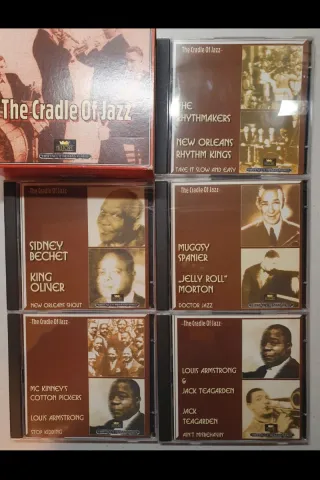 The Cradle Of Jazz
The Cradle Of Jazz
THE
RHYTHMAKERS
NEW ORLEANS
RHYTHM KINGS
TAKE IT SLOW AND EASY
The Cradle Of Jazz
SIDNEY
BECHET
KING
OLIVER
NEW ORLEANS SHOUT
The Cradle Of Jazz
MUGGSY
SPANIER
„JELLY ROLL"
MORTON
DOCTOR JAZZ
The Cradle Of Jazz
MC KINNEY'S
COTTON PICKERS
LOUIS ARMSTRONG
The Cradle Of Jazz
LOUIS ARMSTRONG
&
JACK TEAGARDEN
JACK
TEAGARDEN
AIN'T MISBEHAVIN'